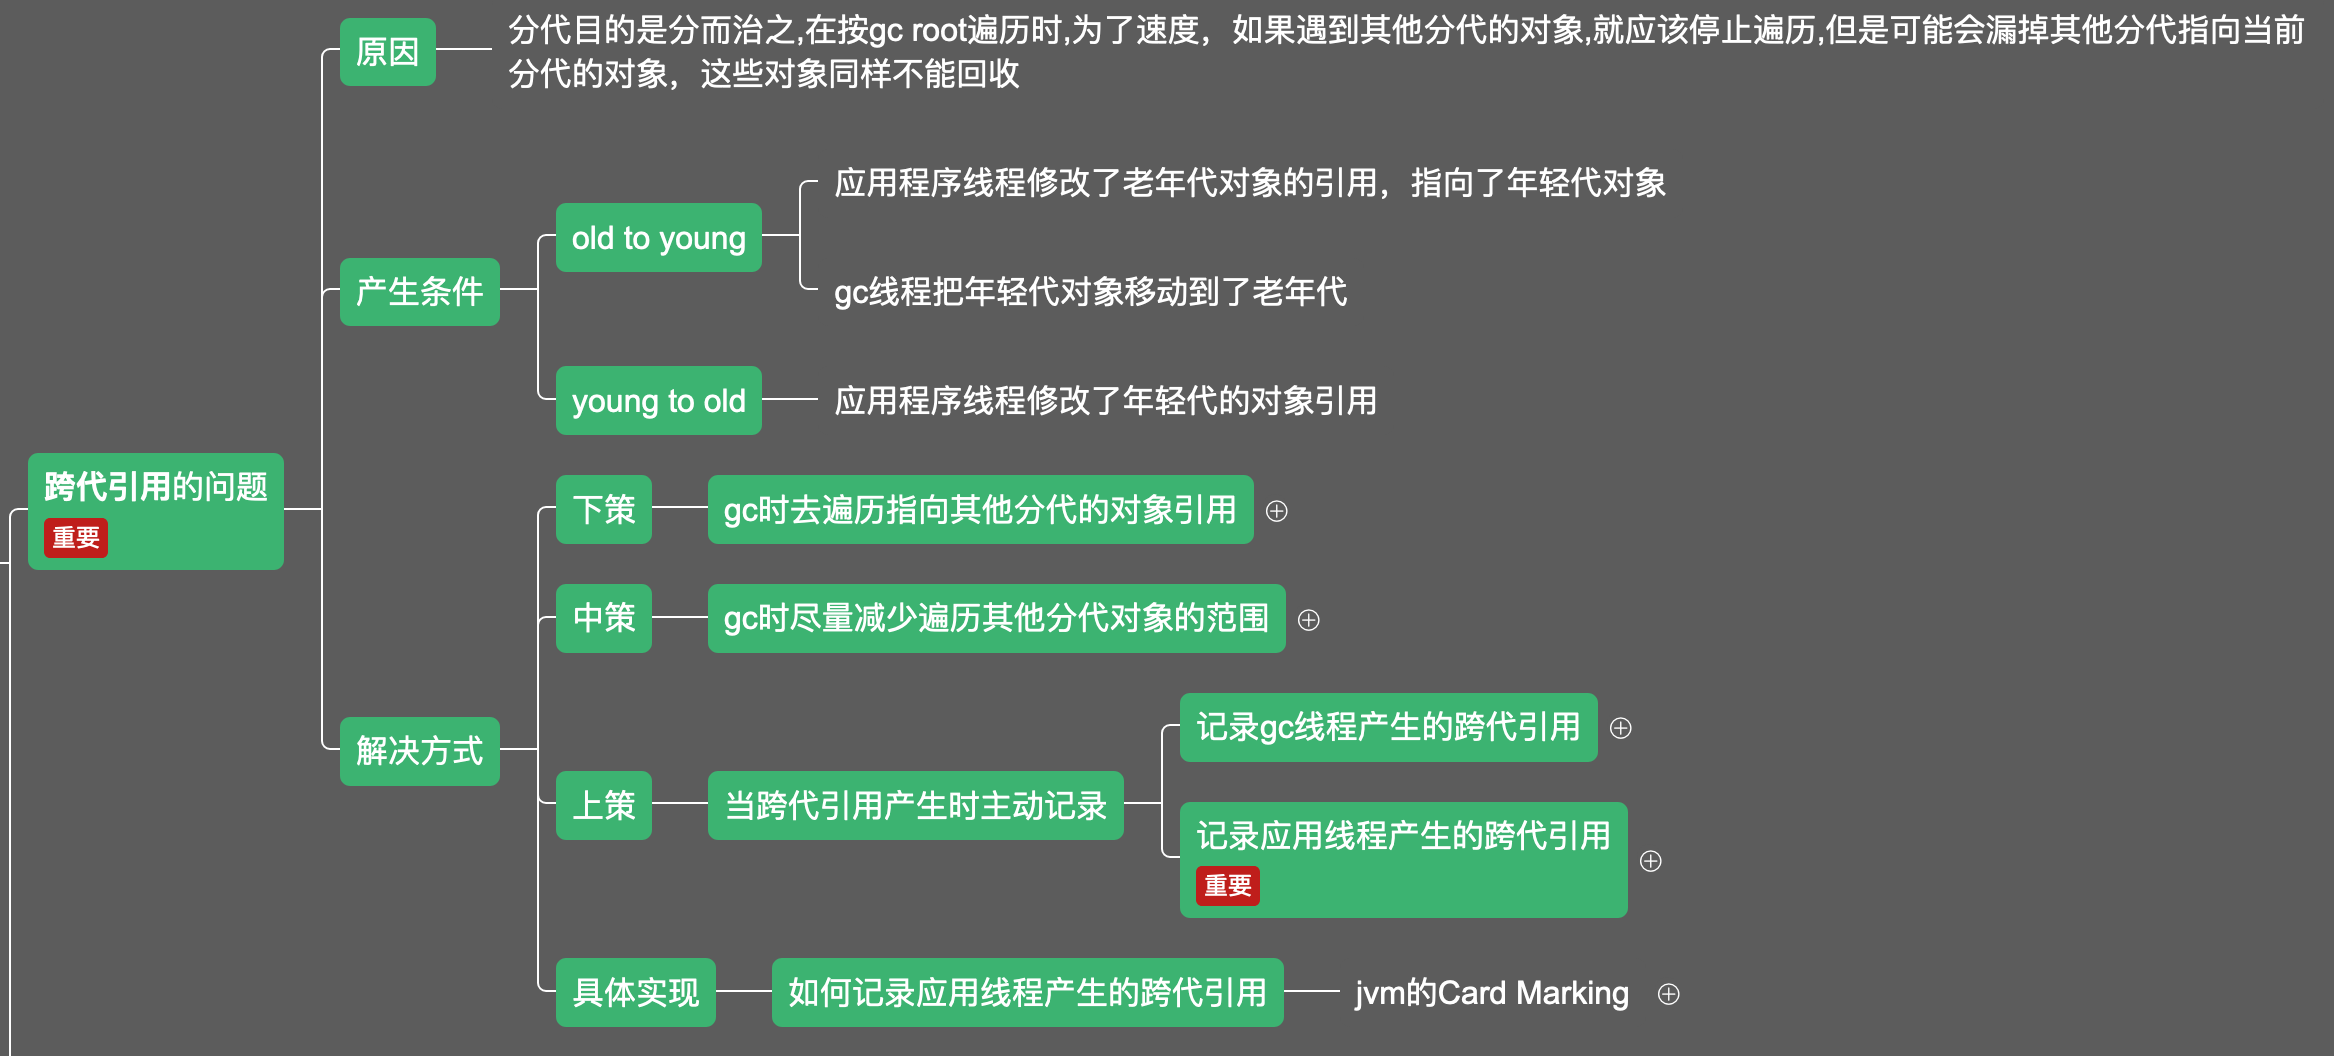 原因
分代目的是分而治之,在按gc root遍历时,为了速度，如果遇到其他分代的对象,就应该停止遍历,但是可能会漏掉其他分代指向当前
分代的对象，这些对象同样不能回收
产生条件
old to young
应用程序线程修改了老年代对象的引用，指向了年轻代对象
gc线程把年轻代对象移动到了老年代
young to old
应用程序线程修改了年轻代的对象引用
跨代引用的问题
重要
解决方式
下策
gc时去遍历指向其他分代的对象引用
中策
gc时尽量减少遍历其他分代对象的范围
上策
当跨代引用产生时主动记录
记录gc线程产生的跨代引用
记录应用线程产生的跨代引用
重要
具体实现
如何记录应用线程产生的跨代引用
jvm的Card Marking